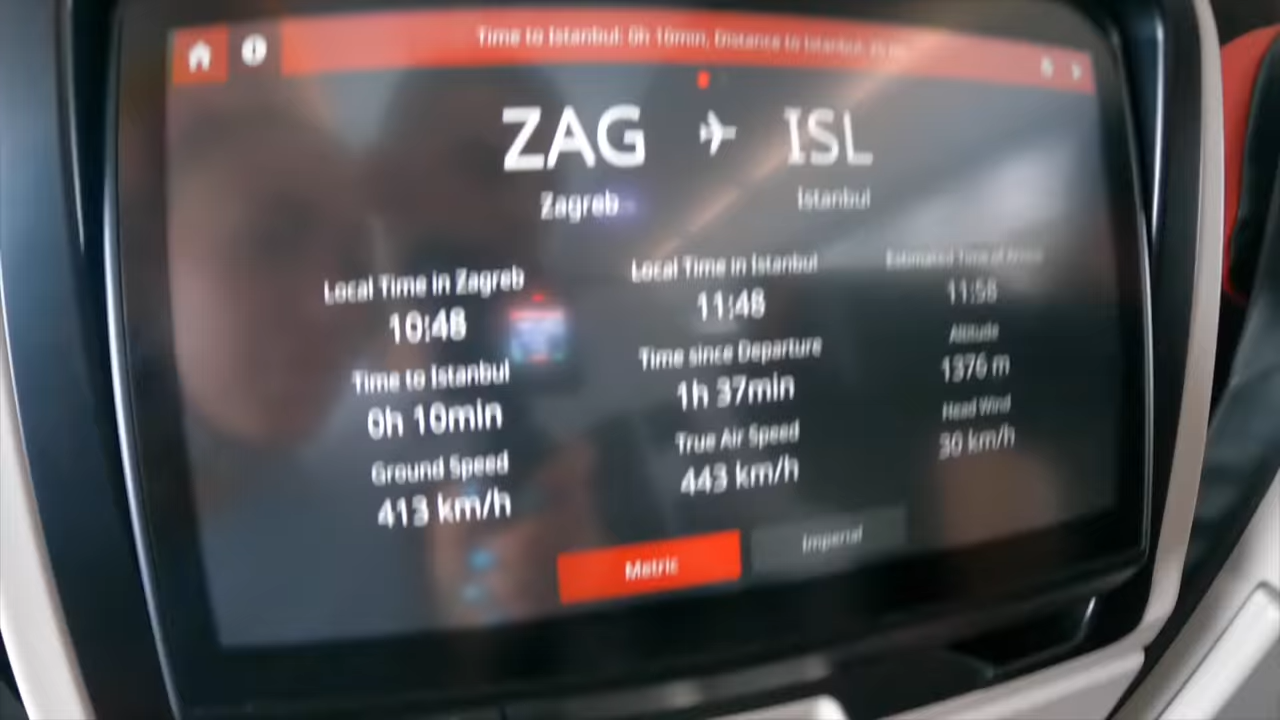 Time to Istanbul: 0h 10min, Distance to Istanbul:
ZAG ISL
Zagreb Istanbul
Local Time in Zagreb
10:48
Local Time in Istanbul
11:48
Estimated Time of Arrival
11:58
Time to Istanbul
0h 10min
Time since Departure
1h 37min
Altitude
1376 m
Ground Speed
413 km/h
True Air Speed
443 km/h
Head Wind
30 km/h
Metric Imperial